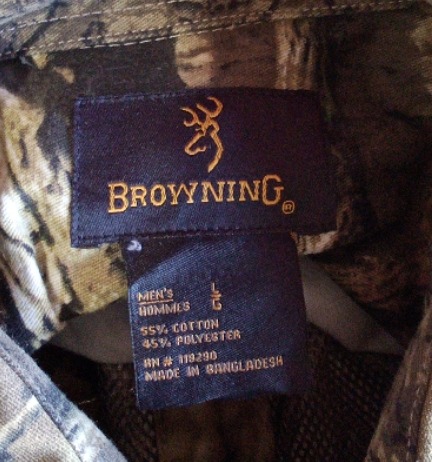 BROWNING®
MEN'S L
HOMMES G
55% COTTON
45% POLYESTER
RN# 119290
MADE IN BANGLADESH